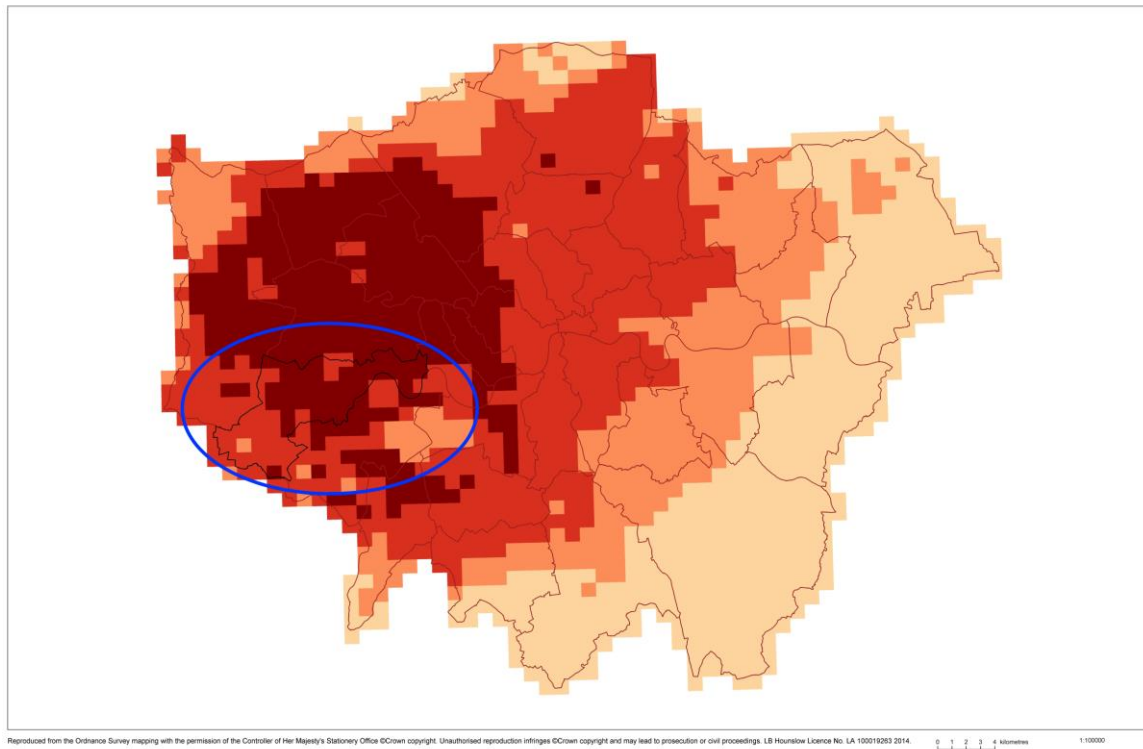 Reproduced from the Ordnance Survey mapping with the permission of the Controller of Her Majesty's Stationery Office ©Crown copyright. Unauthorised reproduction infringes ©Crown copyright and may lead to prosecution or civil proceedings. LB Hounslow Licence No. LA 100019263 2014.
0 1 2 3 4 kilometres
1:100000